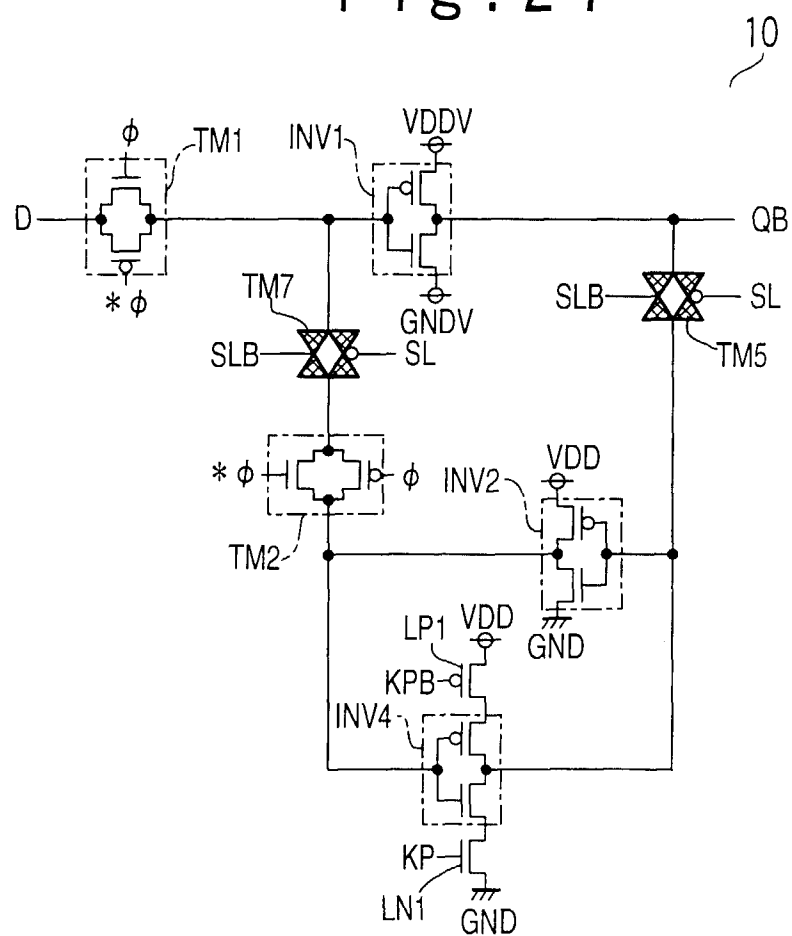 Fig. 27
10
ϕ
TM1
INV1
VDDV
D
QB
*ϕ
GNDV
TM7
SLB
SL
SLB
SL
TM5
*ϕ
ϕ
TM2
INV2
VDD
GND
LP1
VDD
KPB
INV4
KP
LN1
GND